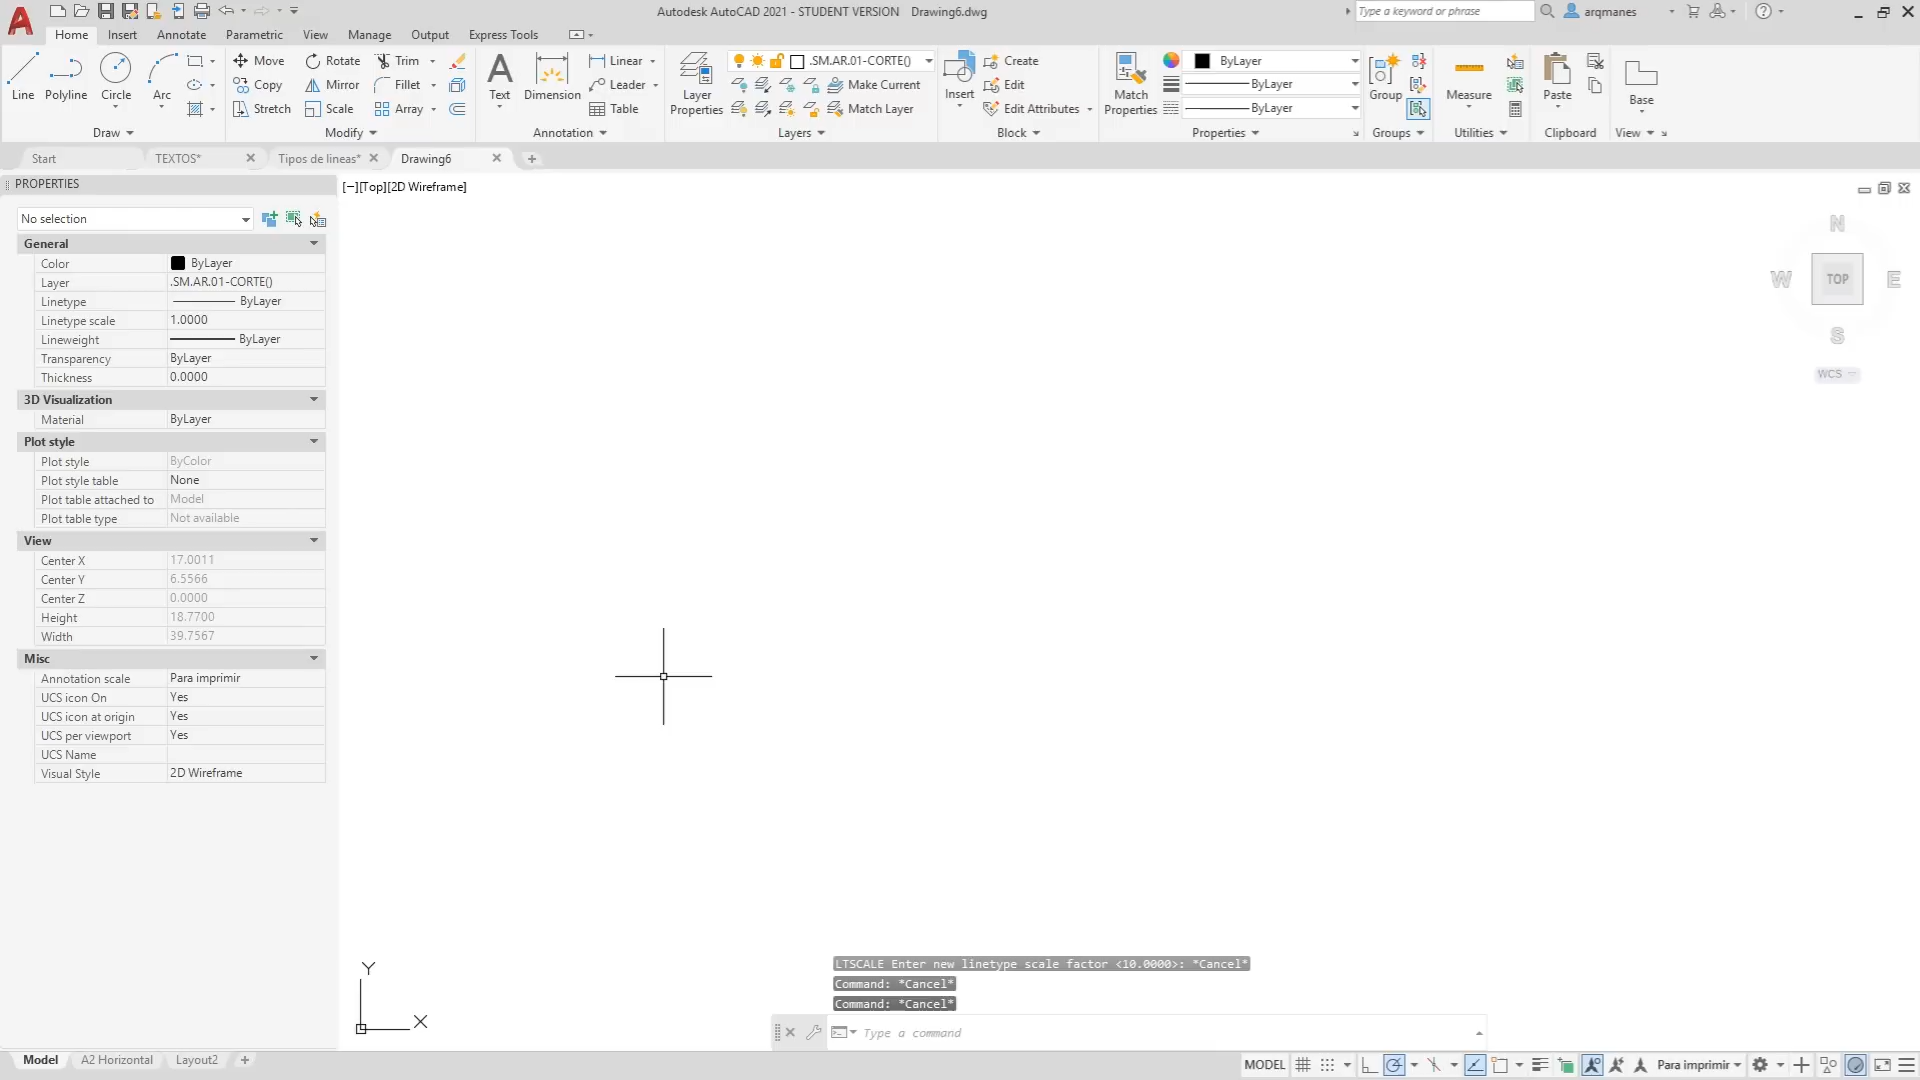 Autodesk AutoCAD 2021 - STUDENT VERSION Drawing6.dwg
Type a keyword or phrase
arqmanes
Home Insert Annotate Parametric View Manage Output Express Tools
Line Polyline Circle Arc
Draw
Move Rotate Trim
Copy Mirror Fillet
Stretch Scale Array
Modify
Text Dimension
Linear
Leader
Table
Annotation
Layer
Properties
.SM.AR.01-CORTE()
Make Current
Match Layer
Layers
Insert
Create
Edit
Edit Attributes
Block
Match
Properties
ByLayer
ByLayer
ByLayer
Properties
Group
Groups
Measure
Utilities
Paste
Clipboard
Base
View
Start TEXTOS* Tipos de lineas* Drawing6
PROPERTIES
No selection
General
Color ByLayer
Layer .SM.AR.01-CORTE()
Linetype ByLayer
Linetype scale 1.0000
Lineweight ByLayer
Transparency ByLayer
Thickness 0.0000
3D Visualization
Material ByLayer
Plot style
Plot style ByColor
Plot style table None
Plot table attached to Model
Plot table type Not available
View
Center X 17.0011
Center Y 6.5566
Center Z 0.0000
Height 18.7700
Width 39.7567
Misc
Annotation scale Para imprimir
UCS icon On Yes
UCS icon at origin Yes
UCS per viewport Yes
UCS Name
Visual Style 2D Wireframe
[−][Top][2D Wireframe]
N
W TOP E
S
WCS
Y
X
LTSCALE Enter new linetype scale factor <10.0000>: *Cancel*
Command: *Cancel*
Command: *Cancel*
Type a command
Model A2 Horizontal Layout2
MODEL
Para imprimir